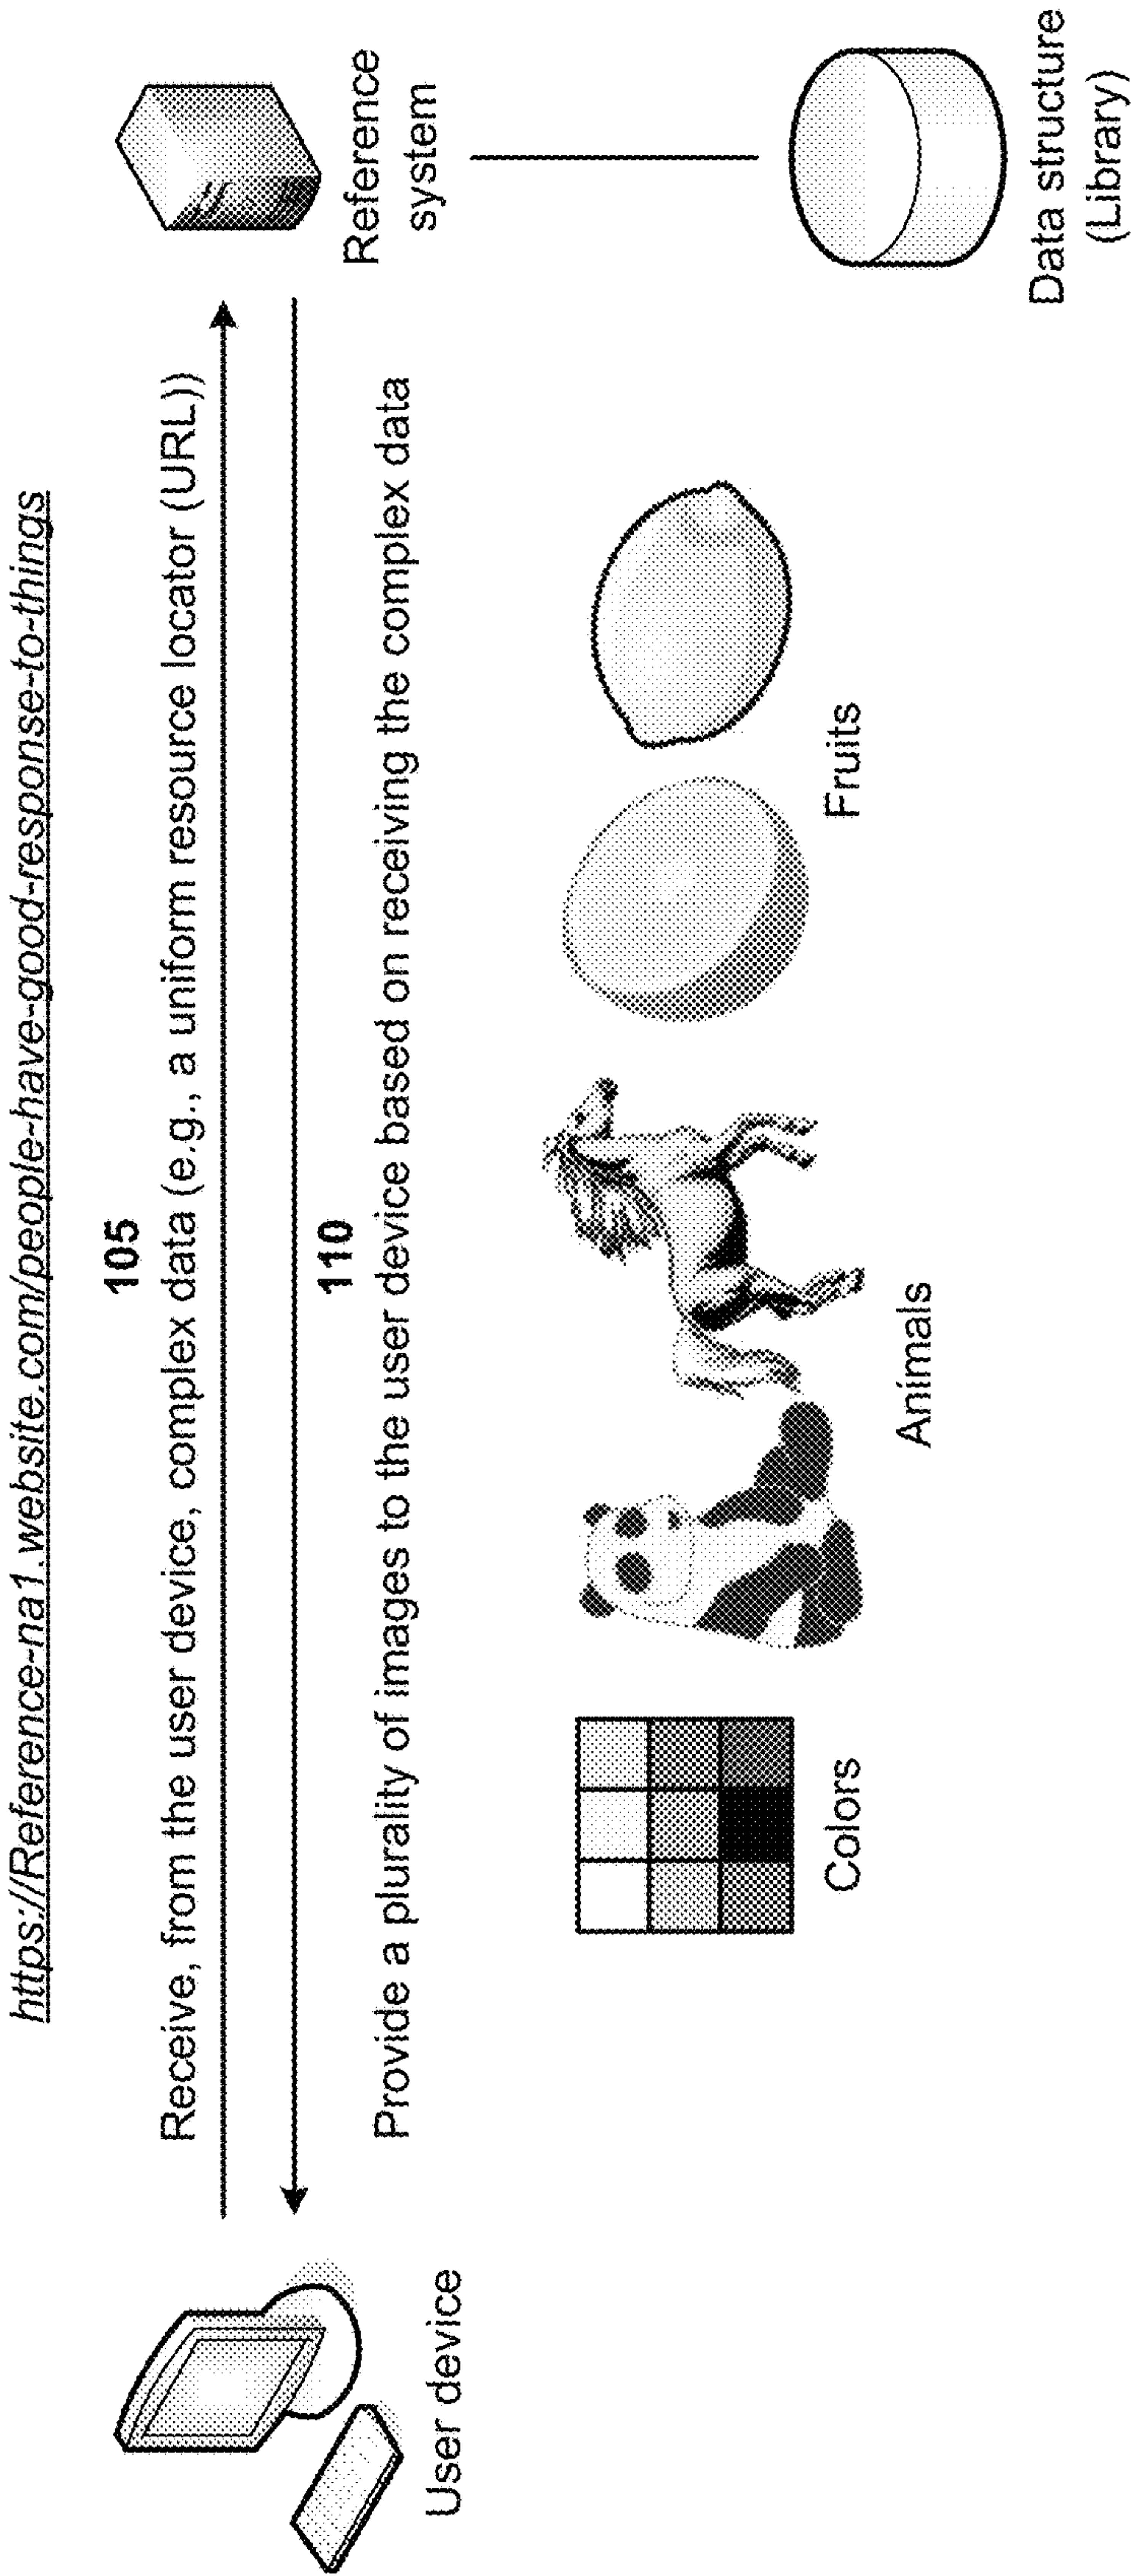 https://Reference-na1.website.com/people-have-good-response-to-things
105
Receive, from the user device, complex data (e.g., a uniform resource locator (URL))
110
Provide a plurality of images to the user device based on receiving the complex data
User device
Reference
system
Colors
Animals
Fruits
Data structure
(Library)